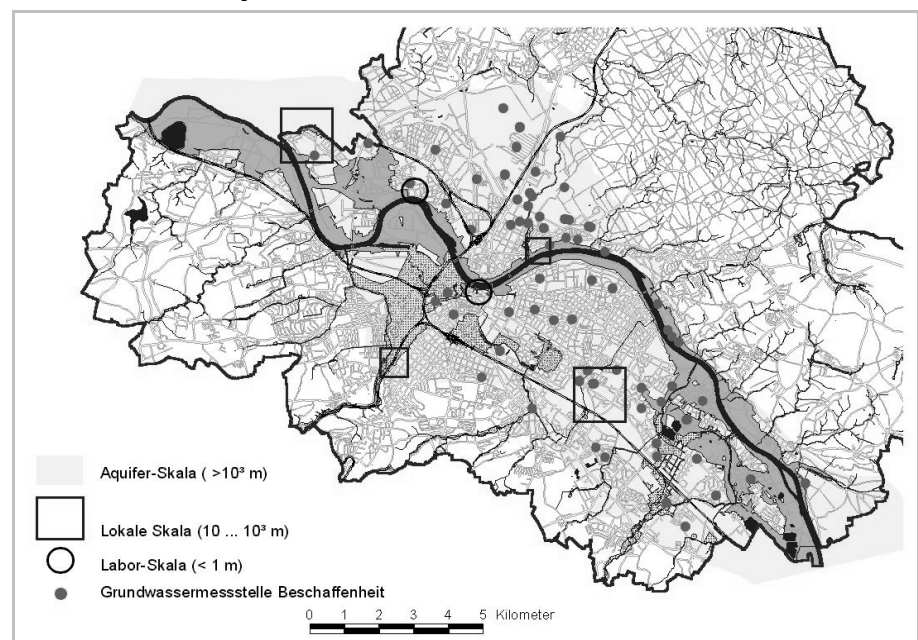 Aquifer-Skala ( >10³ m)
Lokale Skala (10 ... 10³ m)
Labor-Skala (< 1 m)
Grundwassermessstelle Beschaffenheit
0 1 2 3 4 5 Kilometer